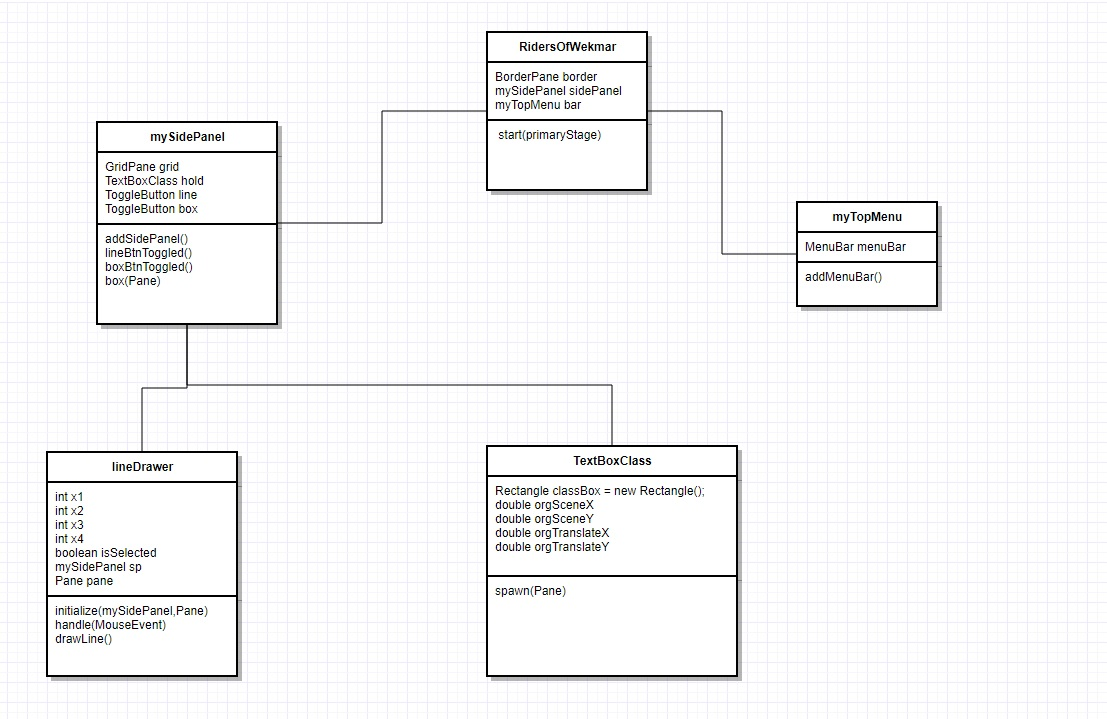 RidersOfWekmar
BorderPane border
mySidePanel sidePanel
myTopMenu bar
start(primaryStage)
mySidePanel
GridPane grid
TextBoxClass hold
ToggleButton line
ToggleButton box
addSidePanel()
lineBtnToggled()
boxBtnToggled()
box(Pane)
myTopMenu
MenuBar menuBar
addMenuBar()
lineDrawer
int x1
int x2
int x3
int x4
boolean isSelected
mySidePanel sp
Pane pane
initialize(mySidePanel,Pane)
handle(MouseEvent)
drawLine()
TextBoxClass
Rectangle classBox = new Rectangle();
double orgSceneX
double orgSceneY
double orgTranslateX
double orgTranslateY
spawn(Pane)